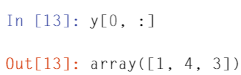 In [13]: y[0, :]
Out[13]: array([1, 4, 3])